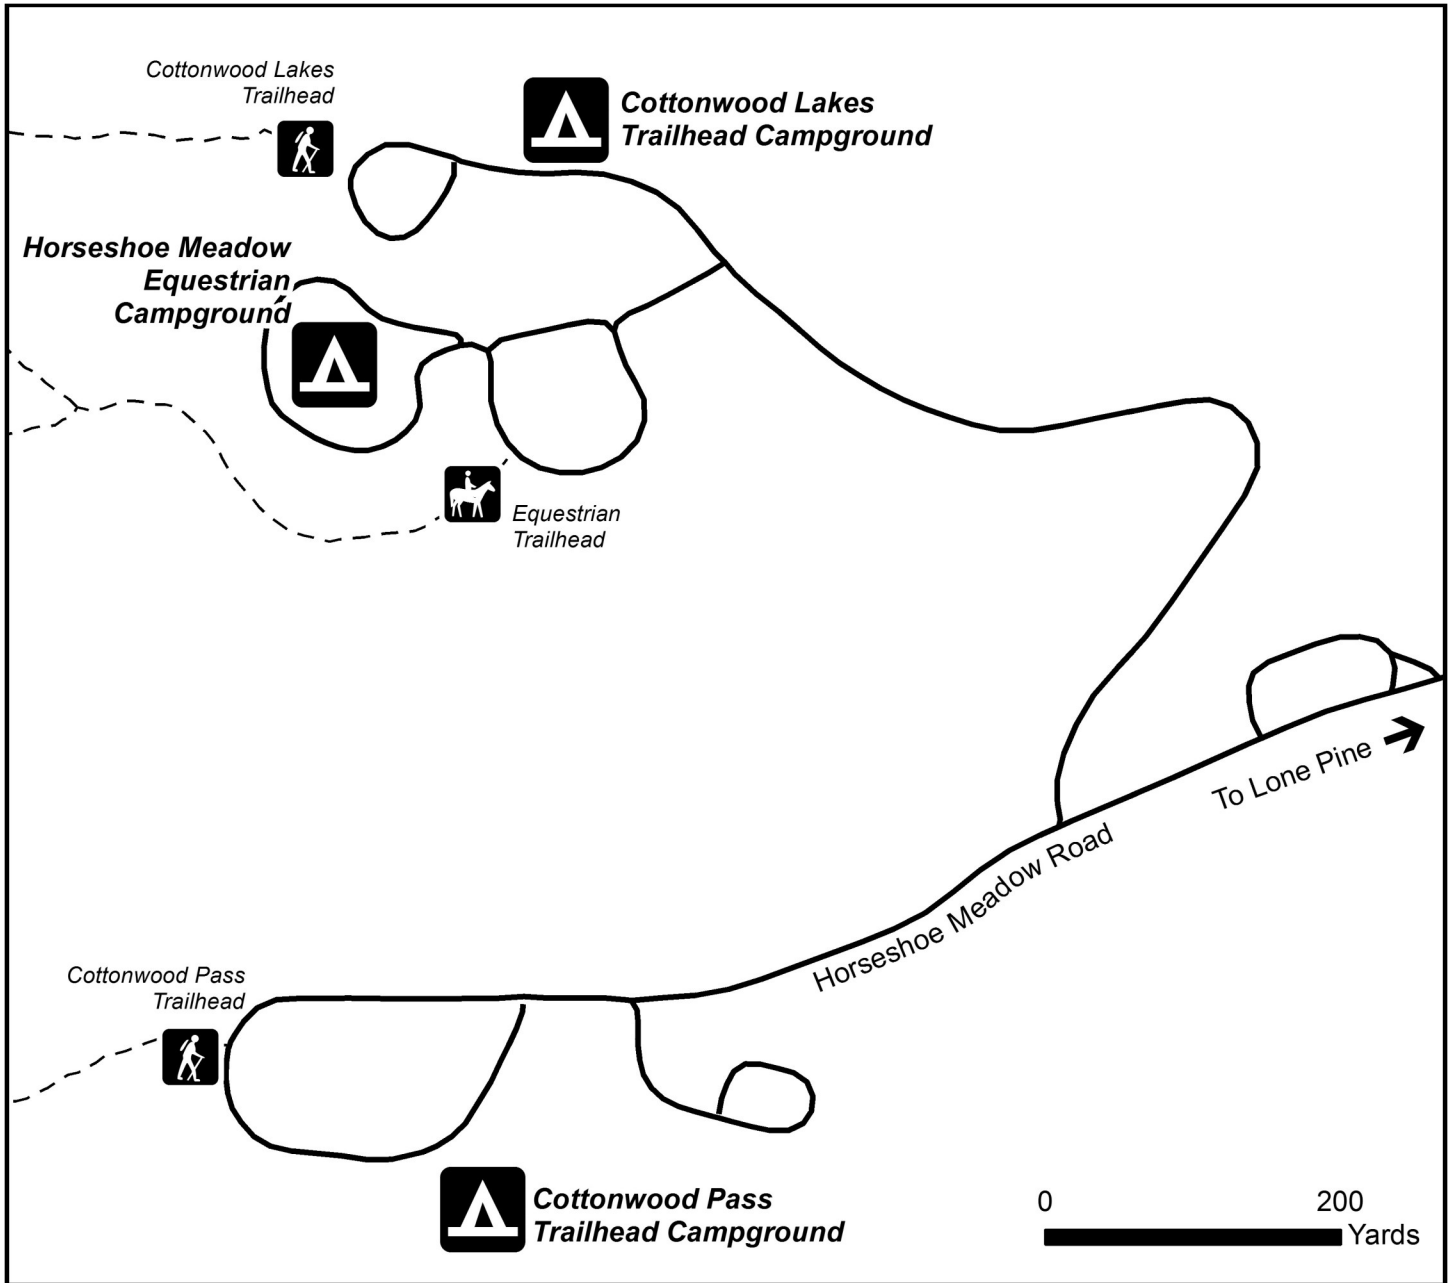 Cottonwood Lakes
Trailhead
Cottonwood Lakes
Trailhead Campground
Horseshoe Meadow
Equestrian
Campground
Equestrian
Trailhead
To Lone Pine
Horseshoe Meadow Road
Cottonwood Pass
Trailhead
Cottonwood Pass
Trailhead Campground
0 200
Yards